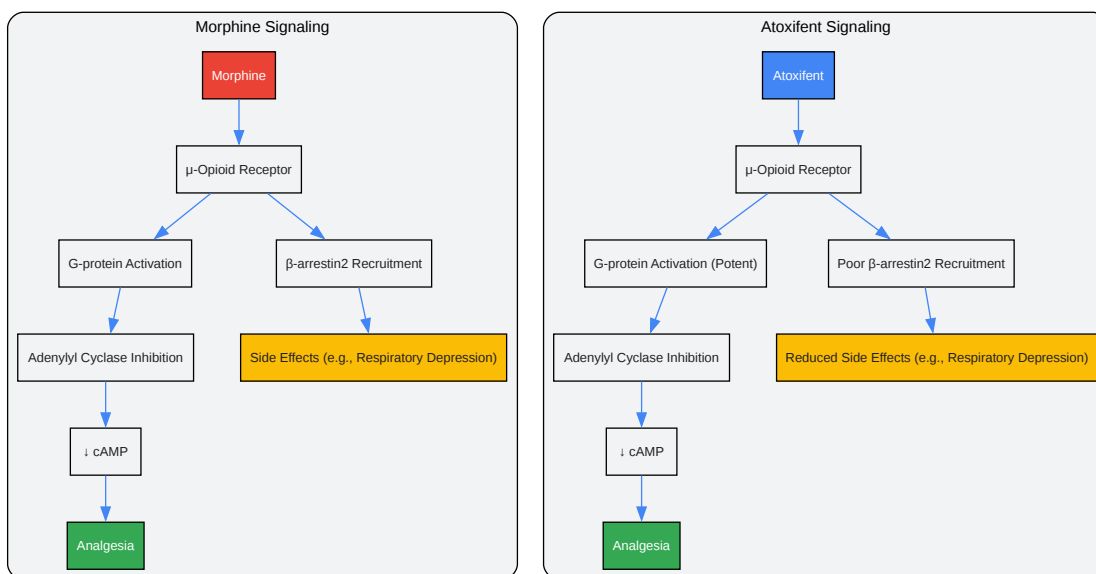 Morphine Signaling
Morphine
μ-Opioid Receptor
G-protein Activation
β-arrestin2 Recruitment
Adenylyl Cyclase Inhibition
Side Effects (e.g., Respiratory Depression)
↓ cAMP
Analgesia
Atoxifent Signaling
Atoxifent
μ-Opioid Receptor
G-protein Activation (Potent)
Poor β-arrestin2 Recruitment
Adenylyl Cyclase Inhibition
Reduced Side Effects (e.g., Respiratory Depression)
↓ cAMP
Analgesia